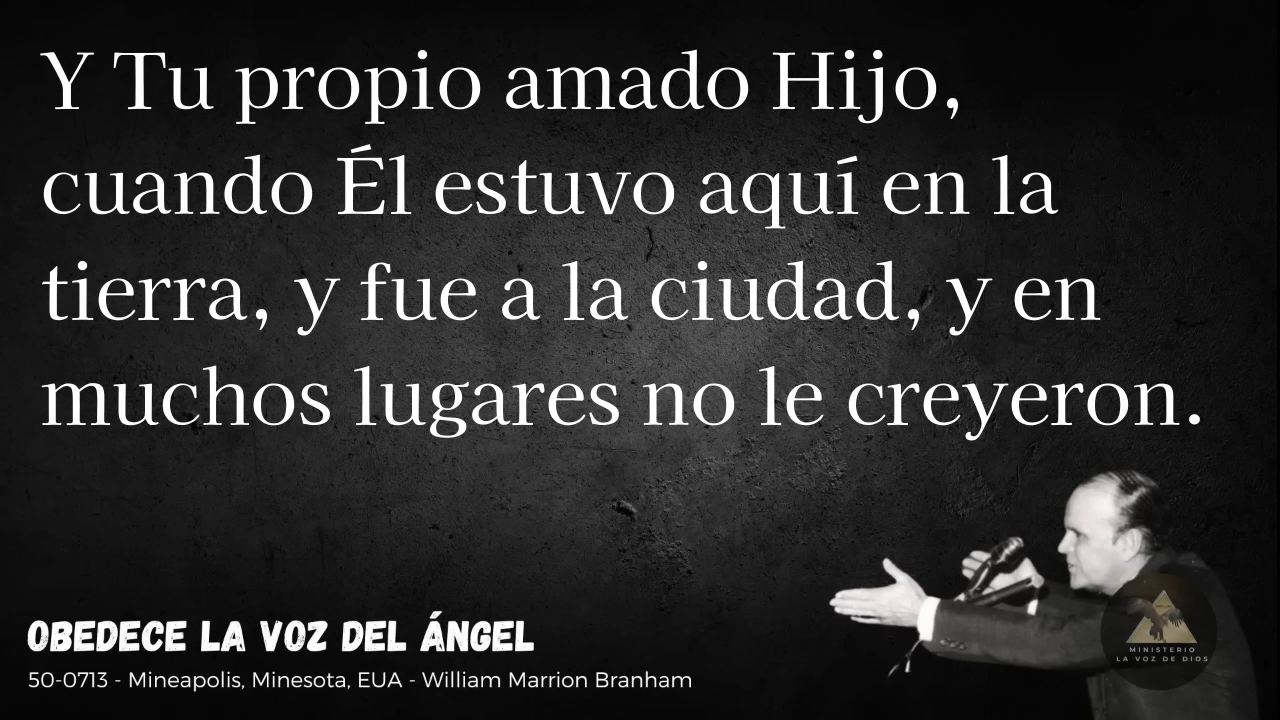 Y Tu propio amado Hijo,
cuando Él estuvo aquí en la
tierra, y fue a la ciudad, y en
muchos lugares no le creyeron.
OBEDECE LA VOZ DEL ÁNGEL
50-0713 - Mineapolis, Minesota, EUA - William Marrion Branham
MINISTERIO
LA VOZ DE DIOS